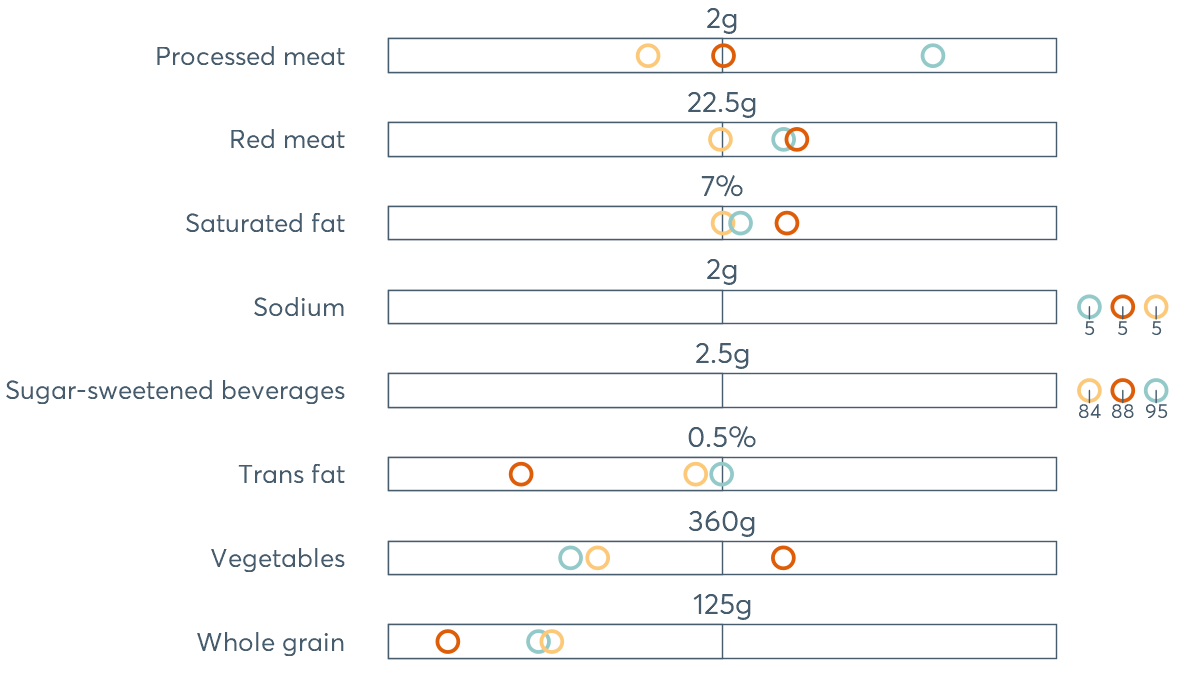 2g
Processed meat
22.5g
Red meat
7%
Saturated fat
2g
Sodium
5 5 5
2.5g
Sugar-sweetened beverages
84 88 95
0.5%
Trans fat
360g
Vegetables
125g
Whole grain